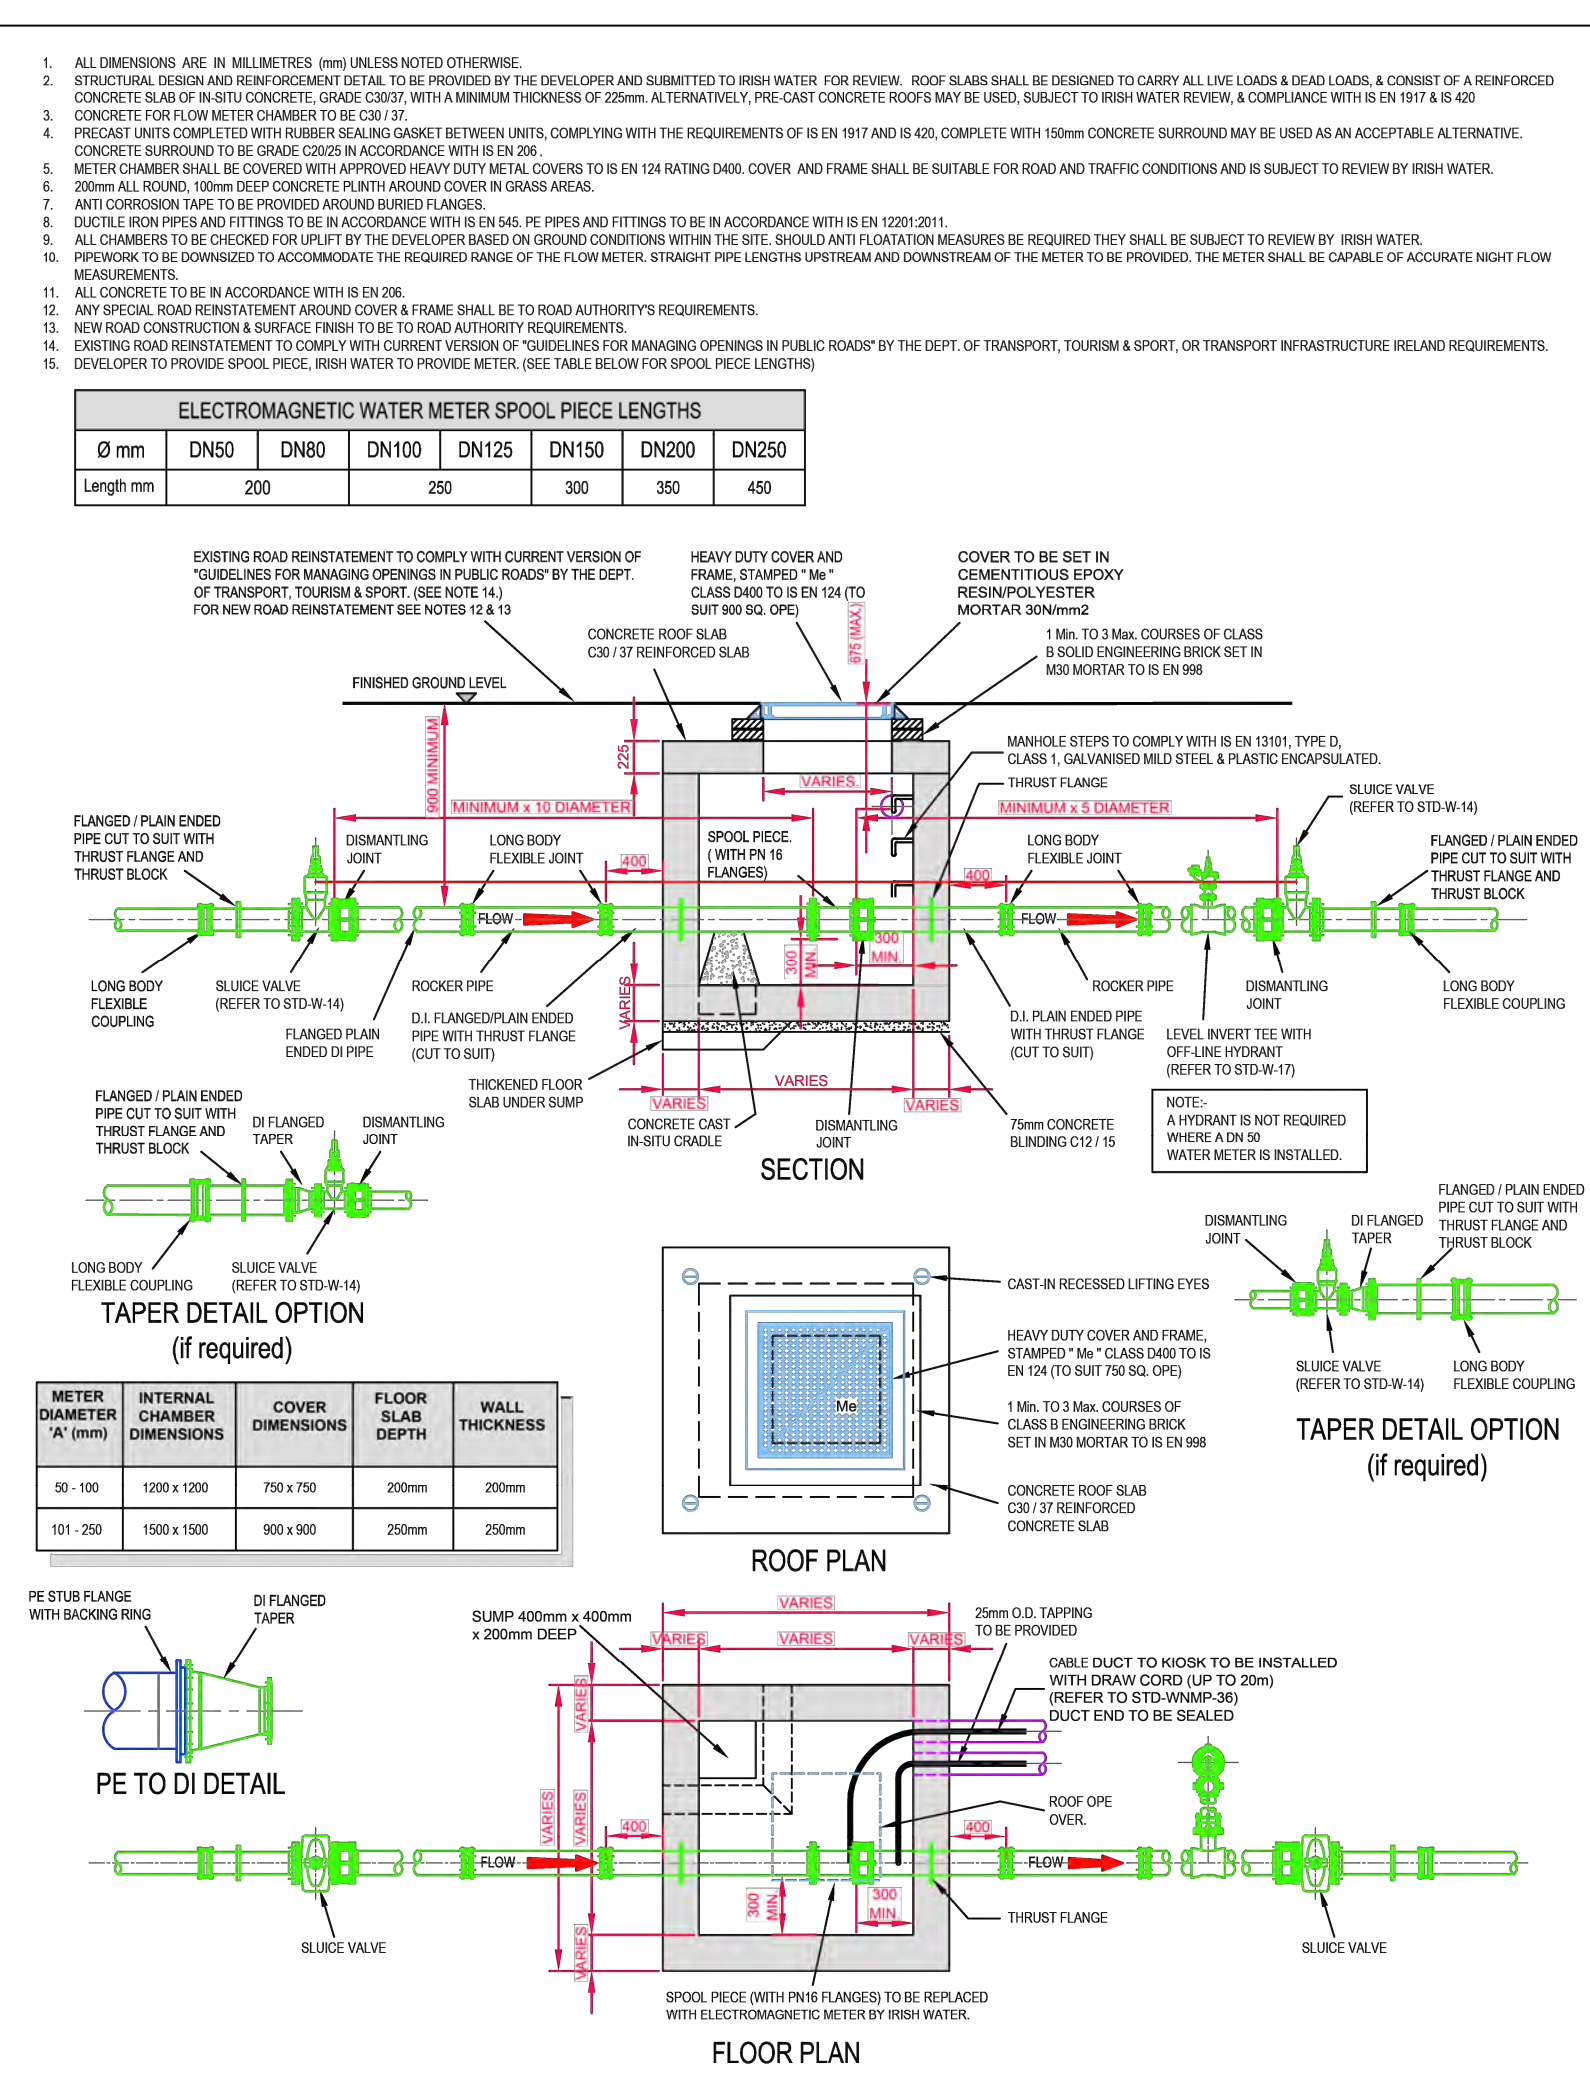 1. ALL DIMENSIONS ARE IN MILLIMETRES (mm) UNLESS NOTED OTHERWISE.
2. STRUCTURAL DESIGN AND REINFORCEMENT DETAIL TO BE PROVIDED BY THE DEVELOPER AND SUBMITTED TO IRISH WATER FOR REVIEW. ROOF SLABS SHALL BE DESIGNED TO CARRY ALL LIVE LOADS & DEAD LOADS, & CONSIST OF A REINFORCED
CONCRETE SLAB OF IN-SITU CONCRETE, GRADE C30/37, WITH A MINIMUM THICKNESS OF 225mm. ALTERNATIVELY, PRE-CAST CONCRETE ROOFS MAY BE USED, SUBJECT TO IRISH WATER REVIEW, & COMPLIANCE WITH IS EN 1917 & IS 420
3. CONCRETE FOR FLOW METER CHAMBER TO BE C30 / 37.
4. PRECAST UNITS COMPLETED WITH RUBBER SEALING GASKET BETWEEN UNITS, COMPLYING WITH THE REQUIREMENTS OF IS EN 1917 AND IS 420, COMPLETE WITH 150mm CONCRETE SURROUND MAY BE USED AS AN ACCEPTABLE ALTERNATIVE.
CONCRETE SURROUND TO BE GRADE C20/25 IN ACCORDANCE WITH IS EN 206 .
5. METER CHAMBER SHALL BE COVERED WITH APPROVED HEAVY DUTY METAL COVERS TO IS EN 124 RATING D400. COVER AND FRAME SHALL BE SUITABLE FOR ROAD AND TRAFFIC CONDITIONS AND IS SUBJECT TO REVIEW BY IRISH WATER.
6. 200mm ALL ROUND, 100mm DEEP CONCRETE PLINTH AROUND COVER IN GRASS AREAS.
7. ANTI CORROSION TAPE TO BE PROVIDED AROUND BURIED FLANGES.
8. DUCTILE IRON PIPES AND FITTINGS TO BE IN ACCORDANCE WITH IS EN 545. PE PIPES AND FITTINGS TO BE IN ACCORDANCE WITH IS EN 12201:2011.
9. ALL CHAMBERS TO BE CHECKED FOR UPLIFT BY THE DEVELOPER BASED ON GROUND CONDITIONS WITHIN THE SITE. SHOULD ANTI FLOATATION MEASURES BE REQUIRED THEY SHALL BE SUBJECT TO REVIEW BY IRISH WATER.
10. PIPEWORK TO BE DOWNSIZED TO ACCOMMODATE THE REQUIRED RANGE OF THE FLOW METER. STRAIGHT PIPE LENGTHS UPSTREAM AND DOWNSTREAM OF THE METER TO BE PROVIDED. THE METER SHALL BE CAPABLE OF ACCURATE NIGHT FLOW
MEASUREMENTS.
11. ALL CONCRETE TO BE IN ACCORDANCE WITH IS EN 206.
12. ANY SPECIAL ROAD REINSTATEMENT AROUND COVER & FRAME SHALL BE TO ROAD AUTHORITY'S REQUIREMENTS.
13. NEW ROAD CONSTRUCTION & SURFACE FINISH TO BE TO ROAD AUTHORITY REQUIREMENTS.
14. EXISTING ROAD REINSTATEMENT TO COMPLY WITH CURRENT VERSION OF "GUIDELINES FOR MANAGING OPENINGS IN PUBLIC ROADS" BY THE DEPT. OF TRANSPORT, TOURISM & SPORT, OR TRANSPORT INFRASTRUCTURE IRELAND REQUIREMENTS.
15. DEVELOPER TO PROVIDE SPOOL PIECE, IRISH WATER TO PROVIDE METER. (SEE TABLE BELOW FOR SPOOL PIECE LENGTHS)
ELECTROMAGNETIC WATER METER SPOOL PIECE LENGTHS
Ø mm DN50 DN80 DN100 DN125 DN150 DN200 DN250
Length mm 200 250 300 350 450
EXISTING ROAD REINSTATEMENT TO COMPLY WITH CURRENT VERSION OF
"GUIDELINES FOR MANAGING OPENINGS IN PUBLIC ROADS" BY THE DEPT.
OF TRANSPORT, TOURISM & SPORT. (SEE NOTE 14.)
FOR NEW ROAD REINSTATEMENT SEE NOTES 12 & 13
HEAVY DUTY COVER AND
FRAME, STAMPED " Me "
CLASS D400 TO IS EN 124 (TO
SUIT 900 SQ. OPE)
COVER TO BE SET IN
CEMENTITIOUS EPOXY
RESIN/POLYESTER
MORTAR 30N/mm2
CONCRETE ROOF SLAB
C30 / 37 REINFORCED SLAB
675 (MAX.)
1 Min. TO 3 Max. COURSES OF CLASS
B SOLID ENGINEERING BRICK SET IN
M30 MORTAR TO IS EN 998
FINISHED GROUND LEVEL
900 MINIMUM
225
MANHOLE STEPS TO COMPLY WITH IS EN 13101, TYPE D,
CLASS 1, GALVANISED MILD STEEL & PLASTIC ENCAPSULATED.
VARIES.
THRUST FLANGE
SLUICE VALVE
(REFER TO STD-W-14)
MINIMUM x 10 DIAMETER
MINIMUM x 5 DIAMETER
FLANGED / PLAIN ENDED
PIPE CUT TO SUIT WITH
THRUST FLANGE AND
THRUST BLOCK
DISMANTLING
JOINT
LONG BODY
FLEXIBLE JOINT
400
SPOOL PIECE.
( WITH PN 16
FLANGES)
LONG BODY
FLEXIBLE JOINT
400
FLANGED / PLAIN ENDED
PIPE CUT TO SUIT WITH
THRUST FLANGE AND
THRUST BLOCK
FLOW
FLOW
300
MIN.
300
MIN.
LONG BODY
FLEXIBLE
COUPLING
SLUICE VALVE
(REFER TO STD-W-14)
FLANGED PLAIN
ENDED DI PIPE
ROCKER PIPE
D.I. FLANGED/PLAIN ENDED
PIPE WITH THRUST FLANGE
(CUT TO SUIT)
VARIES
ROCKER PIPE
D.I. PLAIN ENDED PIPE
WITH THRUST FLANGE
(CUT TO SUIT)
DISMANTLING
JOINT
LONG BODY
FLEXIBLE COUPLING
LEVEL INVERT TEE WITH
OFF-LINE HYDRANT
(REFER TO STD-W-17)
THICKENED FLOOR
SLAB UNDER SUMP
VARIES
VARIES
VARIES
CONCRETE CAST
IN-SITU CRADLE
DISMANTLING
JOINT
75mm CONCRETE
BLINDING C12 / 15
NOTE:-
A HYDRANT IS NOT REQUIRED
WHERE A DN 50
WATER METER IS INSTALLED.
SECTION
FLANGED / PLAIN ENDED
PIPE CUT TO SUIT WITH
THRUST FLANGE AND
THRUST BLOCK
DI FLANGED
TAPER
DISMANTLING
JOINT
LONG BODY
FLEXIBLE COUPLING
SLUICE VALVE
(REFER TO STD-W-14)
TAPER DETAIL OPTION
(if required)
DISMANTLING
JOINT
DI FLANGED
TAPER
FLANGED / PLAIN ENDED
PIPE CUT TO SUIT WITH
THRUST FLANGE AND
THRUST BLOCK
SLUICE VALVE
(REFER TO STD-W-14)
LONG BODY
FLEXIBLE COUPLING
TAPER DETAIL OPTION
(if required)
CAST-IN RECESSED LIFTING EYES
HEAVY DUTY COVER AND FRAME,
STAMPED " Me " CLASS D400 TO IS
EN 124 (TO SUIT 750 SQ. OPE)
Me
1 Min. TO 3 Max. COURSES OF
CLASS B ENGINEERING BRICK
SET IN M30 MORTAR TO IS EN 998
CONCRETE ROOF SLAB
C30 / 37 REINFORCED
CONCRETE SLAB
ROOF PLAN
METER DIAMETER 'A' (mm) INTERNAL CHAMBER DIMENSIONS COVER DIMENSIONS FLOOR SLAB DEPTH WALL THICKNESS
50 - 100 1200 x 1200 750 x 750 200mm 200mm
101 - 250 1500 x 1500 900 x 900 250mm 250mm
PE STUB FLANGE
WITH BACKING RING
DI FLANGED
TAPER
PE TO DI DETAIL
SUMP 400mm x 400mm
x 200mm DEEP
VARIES
VARIES
VARIES
VARIES
25mm O.D. TAPPING
TO BE PROVIDED
CABLE DUCT TO KIOSK TO BE INSTALLED
WITH DRAW CORD (UP TO 20m)
(REFER TO STD-WNMP-36)
DUCT END TO BE SEALED
VARIES
VARIES
VARIES
VARIES
ROOF OPE
OVER.
400
400
FLOW
FLOW
300
MIN.
300
MIN.
THRUST FLANGE
SLUICE VALVE
SLUICE VALVE
SPOOL PIECE (WITH PN16 FLANGES) TO BE REPLACED
WITH ELECTROMAGNETIC METER BY IRISH WATER.
FLOOR PLAN